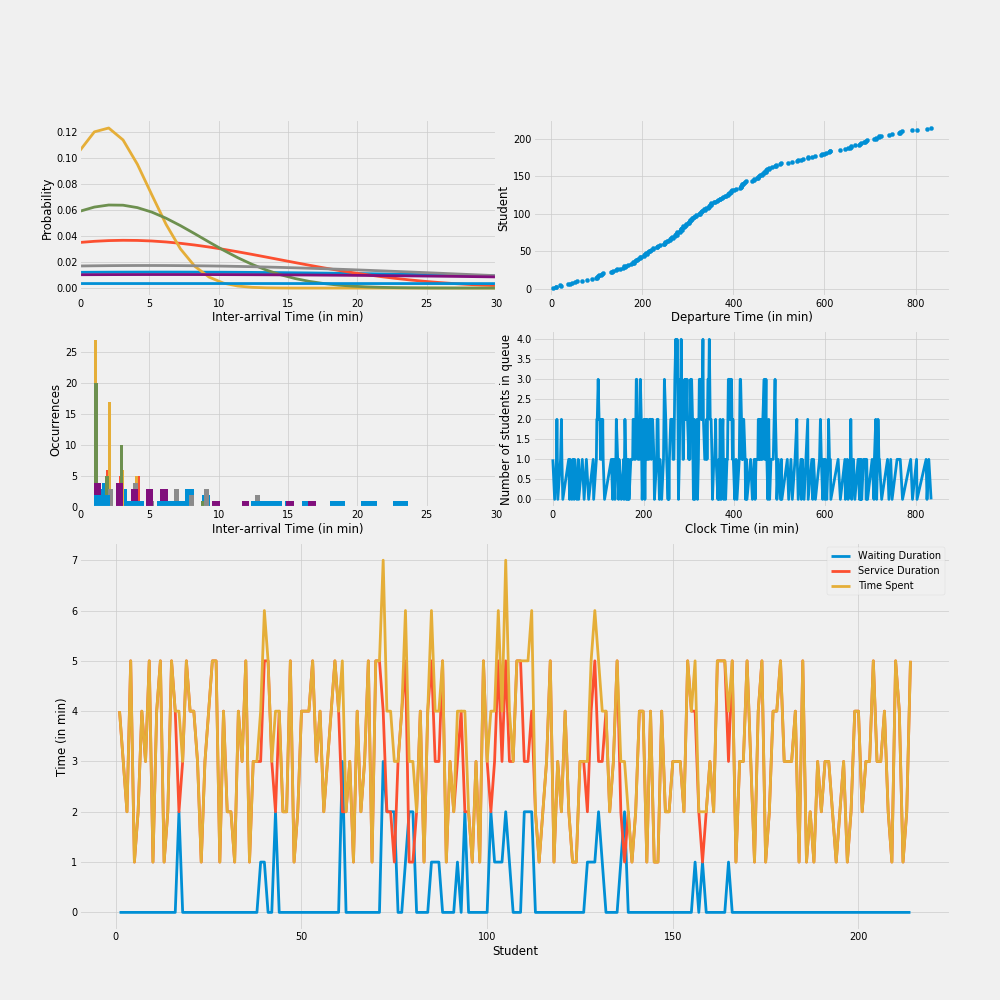 Probability
0.12
0.10
0.08
0.06
0.04
0.02
0.00
0 5 10 15 20 25 30
Inter-arrival Time (in min)
Student
200
150
100
50
0
0 200 400 600 800
Departure Time (in min)
Occurrences
25
20
15
10
5
0
0 5 10 15 20 25 30
Inter-arrival Time (in min)
Number of students in queue
4.0
3.5
3.0
2.5
2.0
1.5
1.0
0.5
0.0
0 200 400 600 800
Clock Time (in min)
Time (in min)
7
6
5
4
3
2
1
0
0 50 100 150 200
Student
Waiting Duration
Service Duration
Time Spent